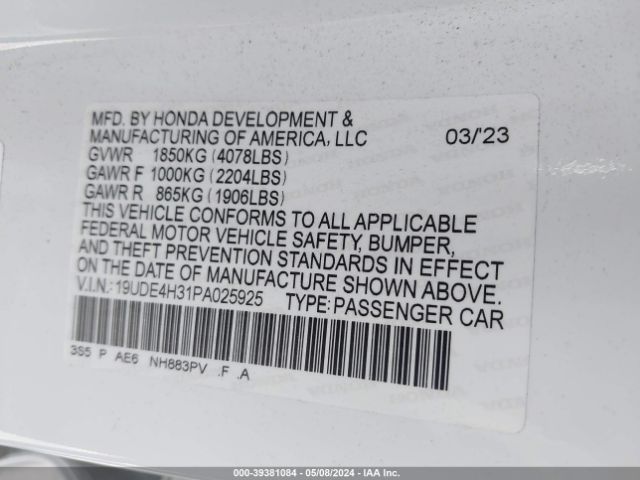 MFD. BY HONDA DEVELOPMENT &
MANUFACTURING OF AMERICA, LLC 03/'23
GVWR 1850KG (4078LBS)
GAWR F 1000KG (2204LBS)
GAWR R 865KG (1906LBS)
THIS VEHICLE CONFORMS TO ALL APPLICABLE
FEDERAL MOTOR VEHICLE SAFETY, BUMPER,
AND THEFT PREVENTION STANDARDS IN EFFECT
ON THE DATE OF MANUFACTURE SHOWN ABOVE.
V.I.N.: 19UDE4H31PA025925 TYPE: PASSENGER CAR
3S5 P AE6 NH883PV .F .A
000-39381084 | 05/08/2024 - IAA Inc.